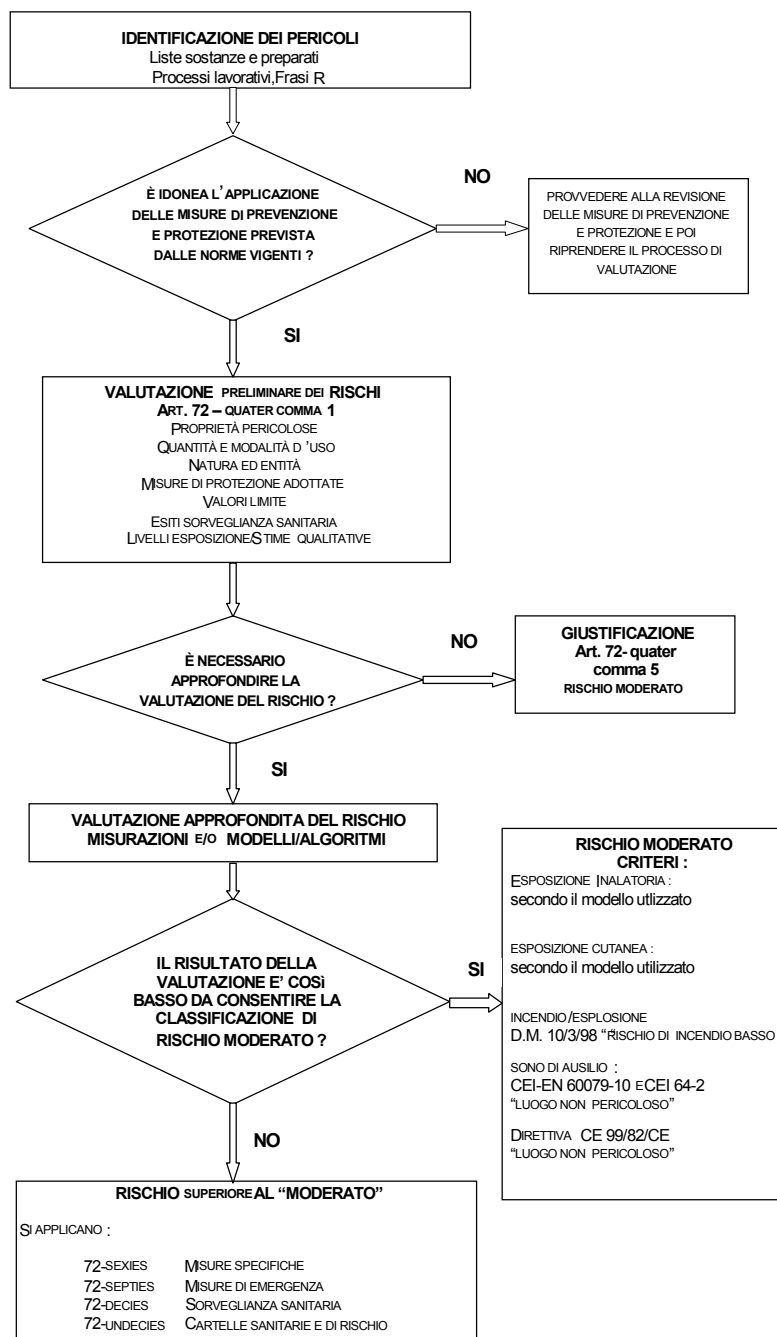 IDENTIFICAZIONE DEI PERICOLI
Liste sostanze e preparati
Processi lavorativi,Frasi R
È IDONEA L'APPLICAZIONE
DELLE MISURE DI PREVENZIONE
E PROTEZIONE PREVISTA
DALLE NORME VIGENTI ?
NO
PROVVEDERE ALLA REVISIONE
DELLE MISURE DI PREVENZIONE
E PROTEZIONE E POI
RIPRENDERE IL PROCESSO DI
VALUTAZIONE
SI
VALUTAZIONE PRELIMINARE DEI RISCHI
ART. 72 – QUATER COMMA 1
PROPRIETÀ PERICOLOSE
QUANTITÀ E MODALITÀ D 'USO
NATURA ED ENTITÀ
MISURE DI PROTEZIONE ADOTTATE
VALORI LIMITE
ESITI SORVEGLIANZA SANITARIA
LIVELLI ESPOSIZIONE/STIME QUALITATIVE
È NECESSARIO
APPROFONDIRE LA
VALUTAZIONE DEL RISCHIO ?
NO
GIUSTIFICAZIONE
Art. 72- quater
comma 5
RISCHIO MODERATO
SI
VALUTAZIONE APPROFONDITA DEL RISCHIO
MISURAZIONI E/O MODELLI/ALGORITMI
IL RISULTATO DELLA
VALUTAZIONE E' COSÌ
BASSO DA CONSENTIRE LA
CLASSIFICAZIONE DI
RISCHIO MODERATO ?
SI
RISCHIO MODERATO
CRITERI :
ESPOSIZIONE INALATORIA :
secondo il modello utlizzato
ESPOSIZIONE CUTANEA :
secondo il modello utilizzato
INCENDIO/ESPLOSIONE
D.M. 10/3/98 "RISCHIO DI INCENDIO BASSO"
SONO DI AUSILIO :
CEI-EN 60079-10 E CEI 64-2
"LUOGO NON PERICOLOSO"
DIRETTIVA CE 99/82/CE
"LUOGO NON PERICOLOSO"
NO
RISCHIO SUPERIORE AL "MODERATO"
SI APPLICANO :
72-SEXIES MISURE SPECIFICHE
72-SEPTIES MISURE DI EMERGENZA
72-DECIES SORVEGLIANZA SANITARIA
72-UNDECIES CARTELLE SANITARIE E DI RISCHIO